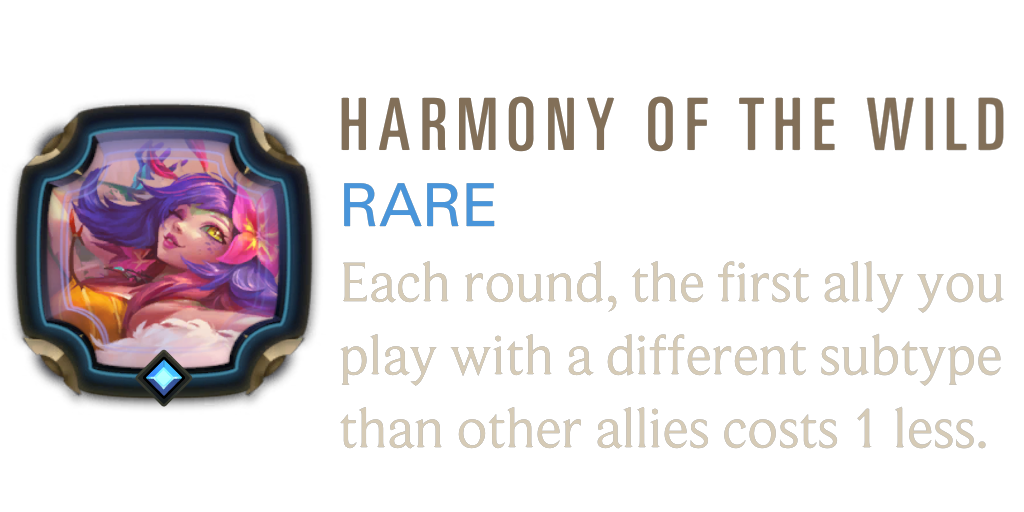 HARMONY OF THE WILD
RARE
Each round, the first ally you
play with a different subtype
than other allies costs 1 less.